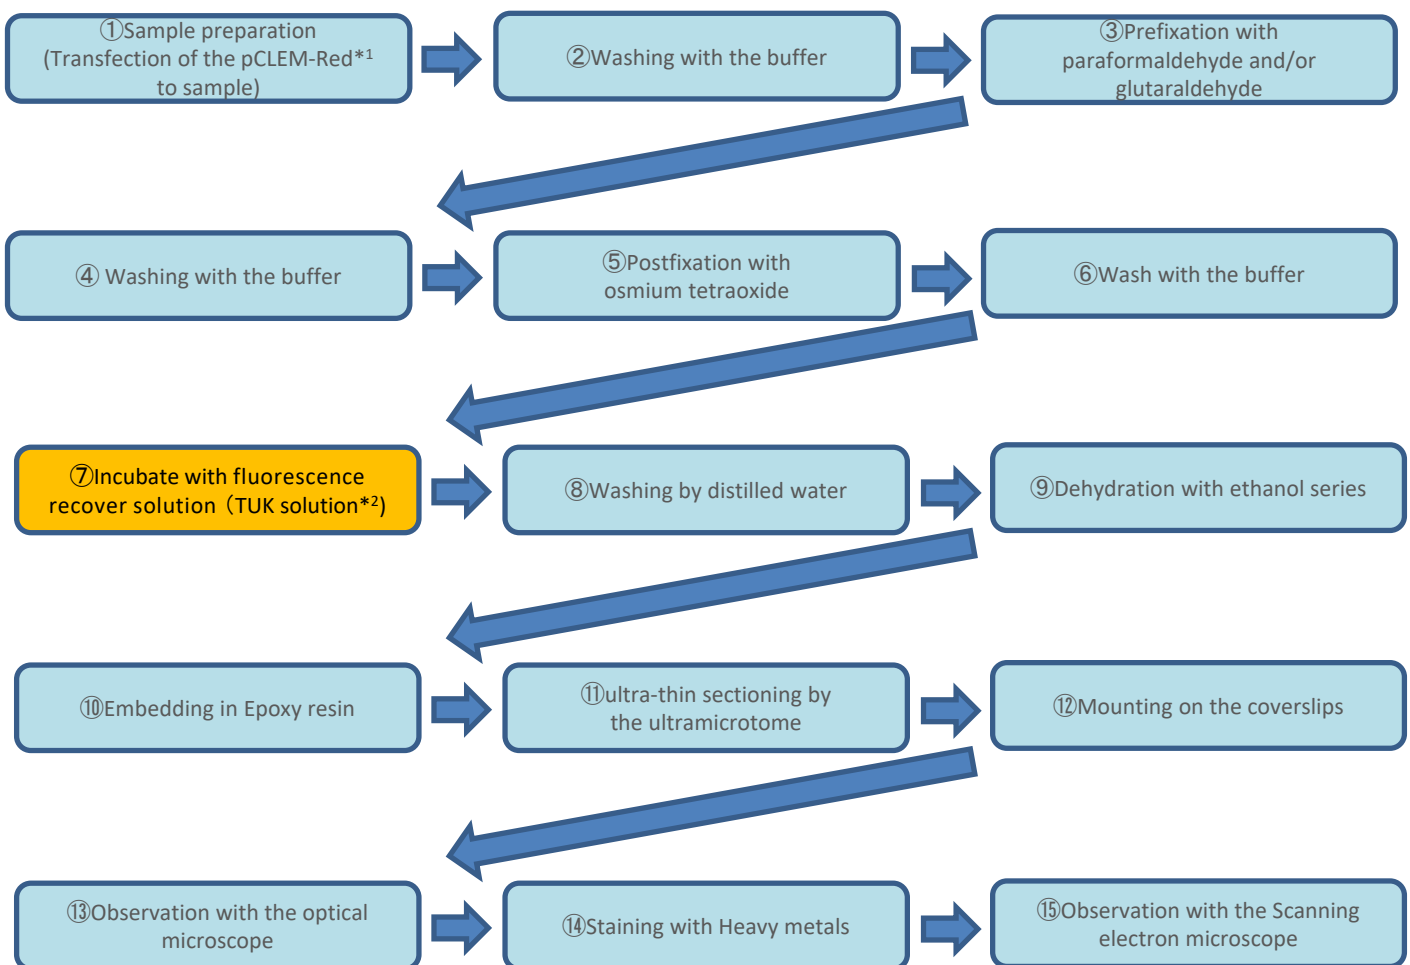 ①Sample preparation
(Transfection of the pCLEM-Red*1
to sample)
②Washing with the buffer
③Prefixation with
paraformaldehyde and/or
glutaraldehyde
④ Washing with the buffer
⑤Postfixation with
osmium tetraoxide
⑥Wash with the buffer
⑦Incubate with fluorescence
recover solution（TUK solution*2)
⑧Washing by distilled water
⑨Dehydration with ethanol series
⑩Embedding in Epoxy resin
⑪ultra-thin sectioning by
the ultramicrotome
⑫Mounting on the coverslips
⑬Observation with the optical
microscope
⑭Staining with Heavy metals
⑮Observation with the Scanning
electron microscope